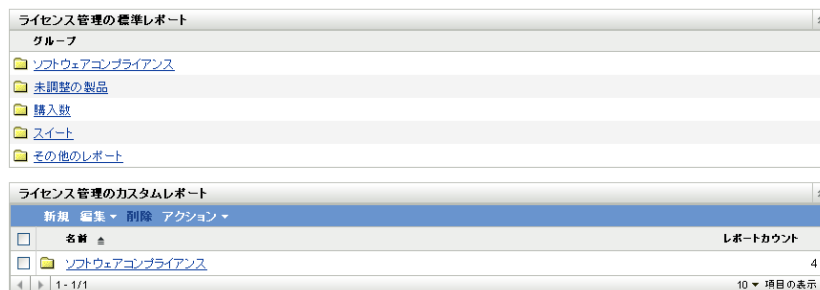 ライセンス管理の標準レポート
グループ
ソフトウェアコンプライアンス
未調整の製品
購入数
スイート
その他のレポート
ライセンス管理のカスタムレポート
新規 編集 削除 アクション
名前 レポートカウント
ソフトウェアコンプライアンス 4
1 - 1/1 10 項目の表示